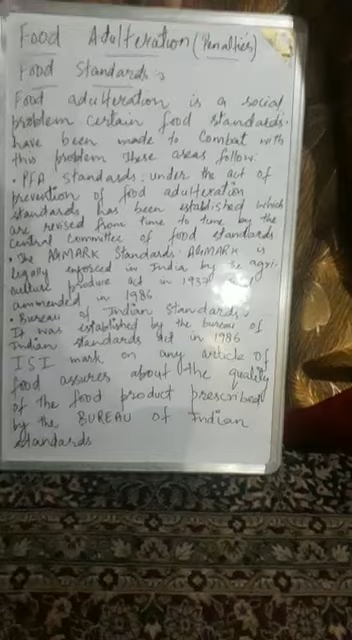 Food Adulteration (Penalties)
Food Standards :
Food adulteration is a social
problem certain food standards.
have been made to Combat with
this problem These areas follow.
• PFA Standards: under the act of
prevention of food adulteration
standards has been established which
are revised from time to time by the
central committee of food standards
• The AGMARK Standards: AGMARK is
legally enforced in India by the agri-
culture produce act in 1937
ammended in 1986
• Bureau of Indian Standards:
It was established by the bureau of
Indian standards act in 1986
ISI mark on any article of
food assures about the quality
of the food product prescribed
by the BUREAU of Indian
standards